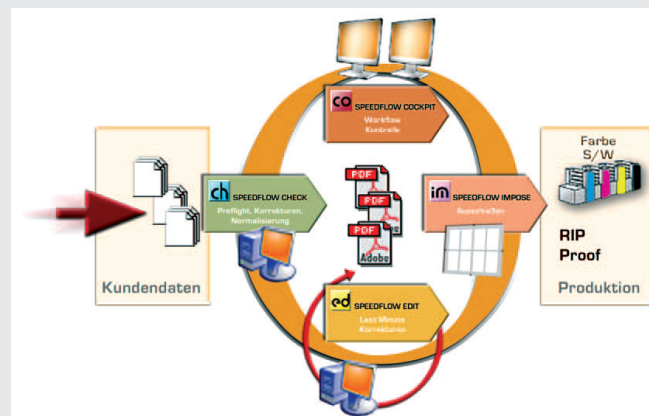 co SPEEDFLOW COCKPIT
Workflow
Kontrolle
Farbe
S/W
ch SPEEDFLOW CHECK
Preflight, Korrekturen,
Normalisierung
PDF
PDF
PDF
Adobe
im SPEEDFLOW IMPOSE
Ausschießen
RIP
Proof
Kundendaten
Produktion
ed SPEEDFLOW EDIT
Last Minute
Korrekturen